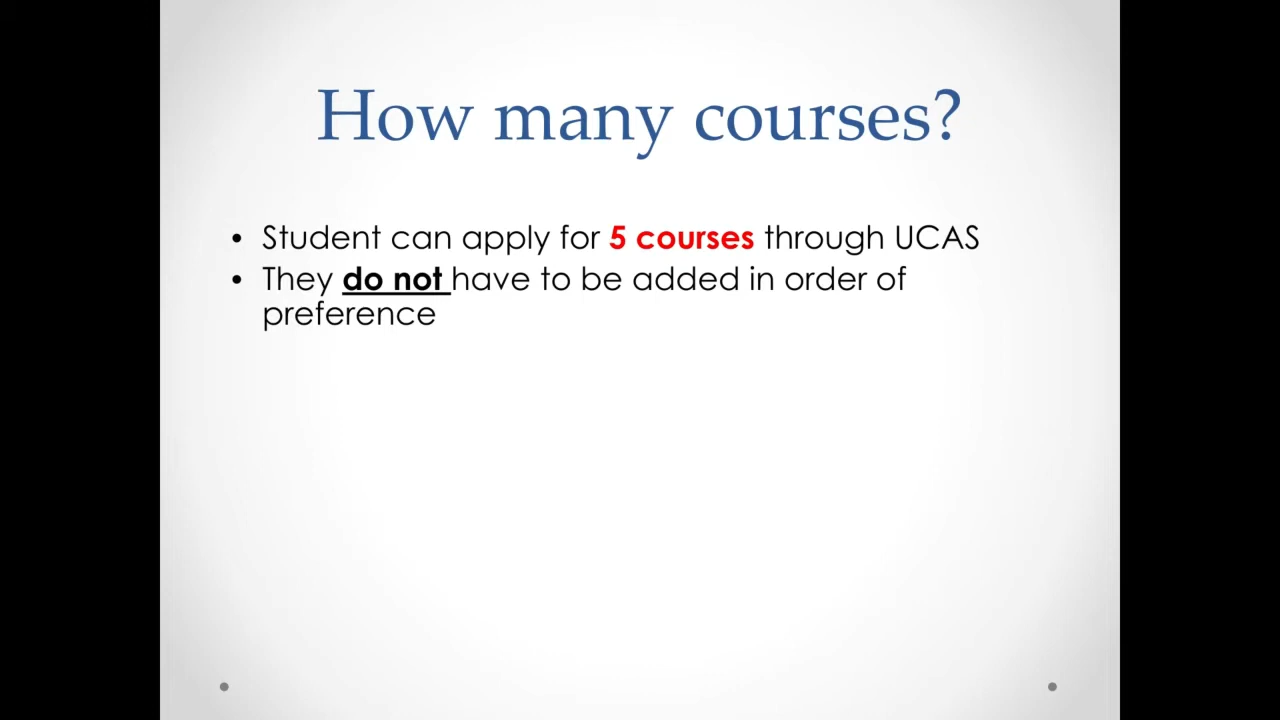 How many courses?
• Student can apply for 5 courses through UCAS
• They do not have to be added in order of
preference